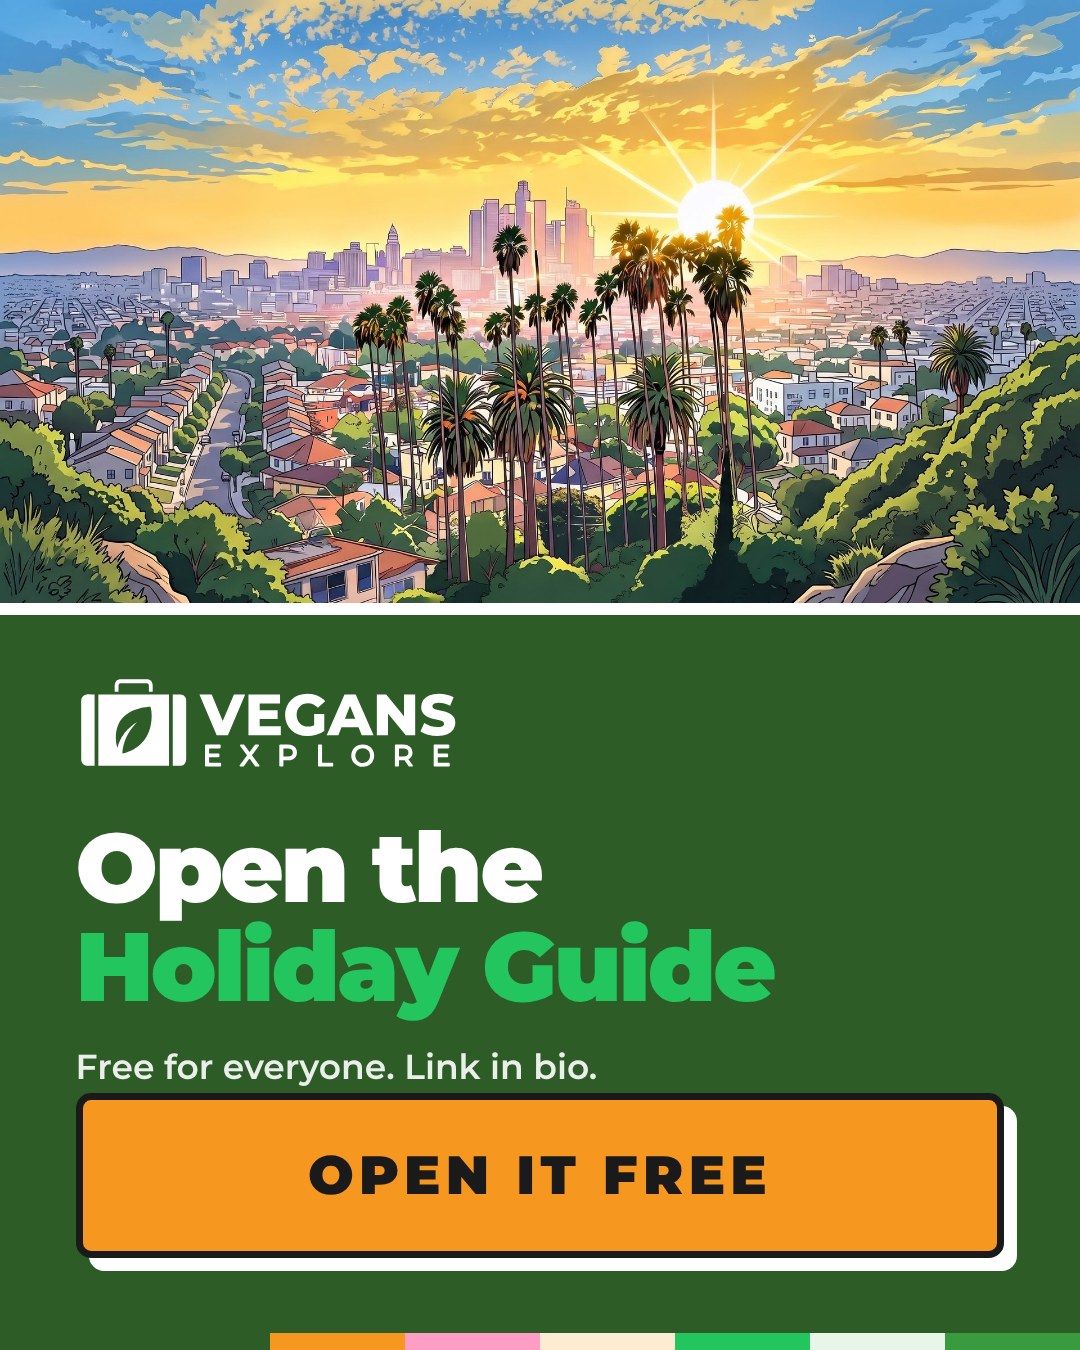 VEGANS
EXPLORE
Open the
Holiday Guide
Free for everyone. Link in bio.
OPEN IT FREE